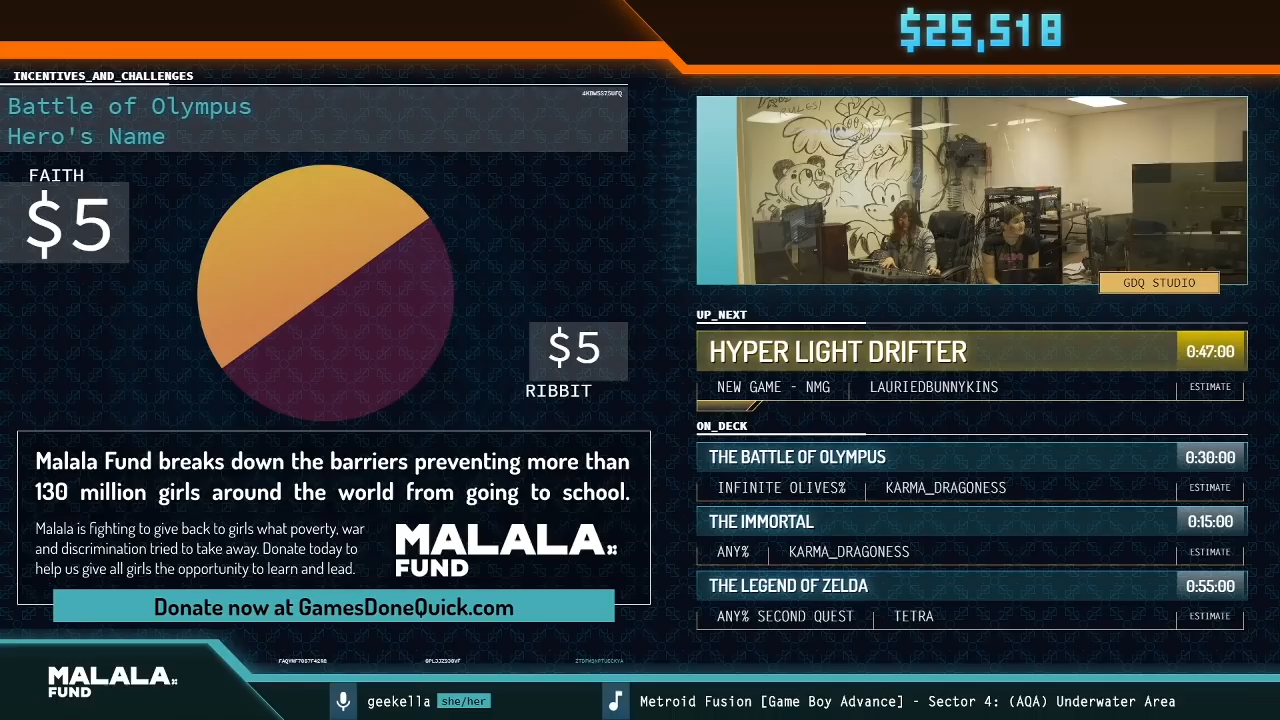 $25,518
INCENTIVES_AND_CHALLENGES
Battle of Olympus
Hero's Name
FAITH
$5
$5
RIBBIT
Malala Fund breaks down the barriers preventing more than
130 million girls around the world from going to school.
Malala is fighting to give back to girls what poverty, war
and discrimination tried to take away. Donate today to
help us give all girls the opportunity to learn and lead.
MALALA
FUND
Donate now at GamesDoneQuick.com
RULES!
GDQ STUDIO
UP_NEXT
HYPER LIGHT DRIFTER 0:47:00
NEW GAME - NMG LAURIEDBUNNYKINS ESTIMATE
ON_DECK
THE BATTLE OF OLYMPUS 0:30:00
INFINITE OLIVES% KARMA_DRAGONESS ESTIMATE
THE IMMORTAL 0:15:00
ANY% KARMA_DRAGONESS ESTIMATE
THE LEGEND OF ZELDA 0:55:00
ANY% SECOND QUEST TETRA ESTIMATE
MALALA
FUND
geekella she/her
Metroid Fusion [Game Boy Advance] - Sector 4: (AQA) Underwater Area